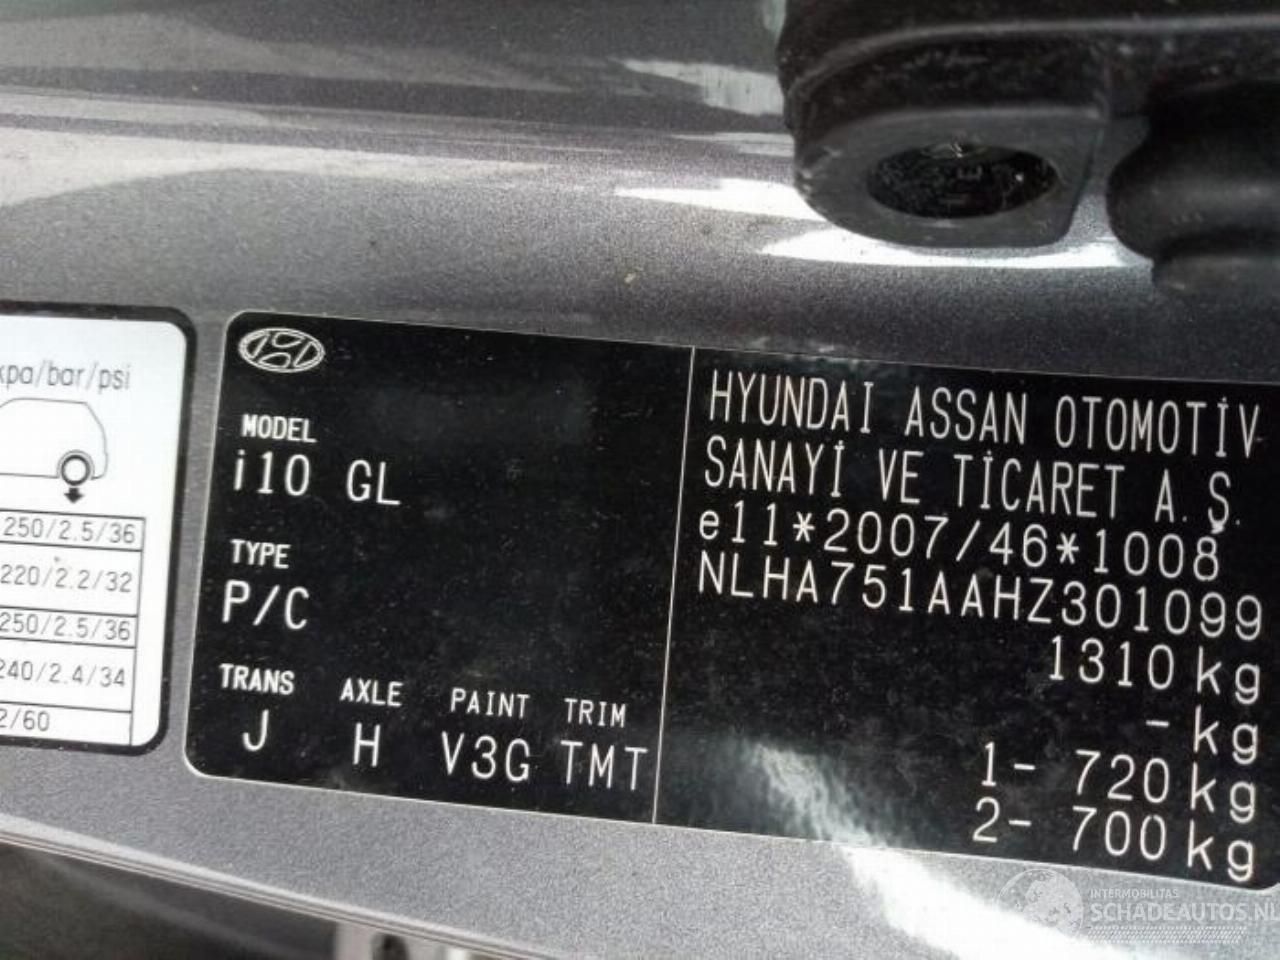 kpa/bar/psi
250/2.5/36
220/2.2/32
250/2.5/36
240/2.4/34
2/60
MODEL
i10 GL
TYPE
P/C
TRANS AXLE PAINT TRIM
J H V3G TMT
HYUNDAI ASSAN OTOMOTİV
SANAYİ VE TİCARET A.Ş.
e11*2007/46*1008
NLHA751AAHZ301099
1310 kg
- kg
1- 720 kg
2- 700 kg
INTERMOBILITAS
SCHADEAUTOS.NL